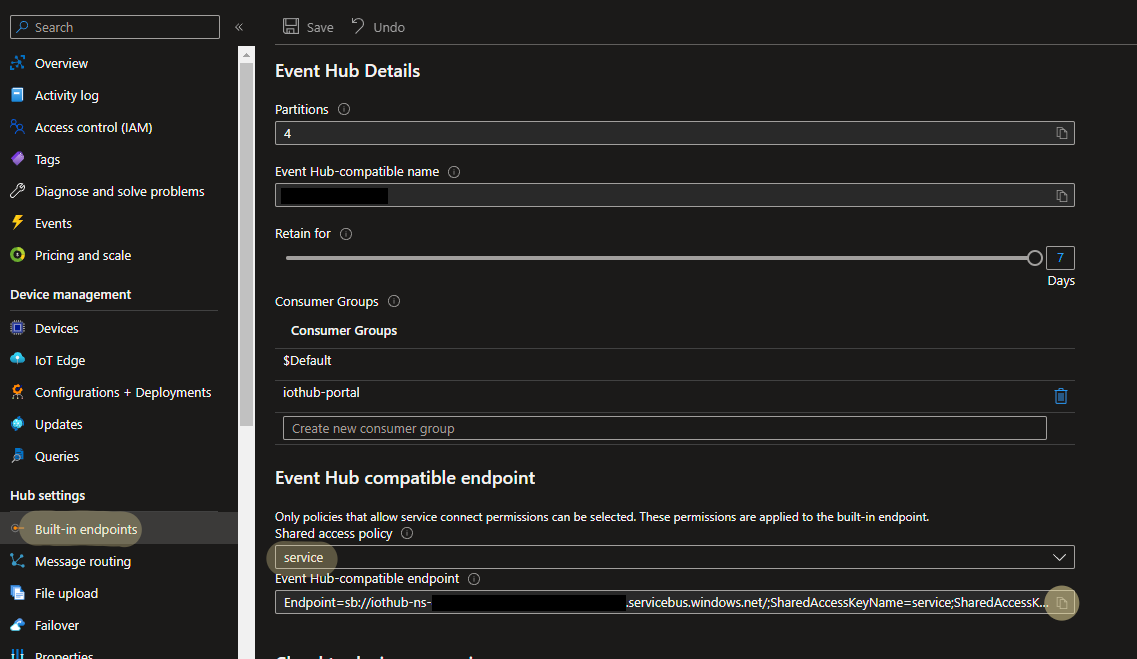 Search
«
Overview
Activity log
Access control (IAM)
Tags
Diagnose and solve problems
Events
Pricing and scale
Device management
Devices
IoT Edge
Configurations + Deployments
Updates
Queries
Hub settings
Built-in endpoints
Message routing
File upload
Failover
Properties
Save Undo
Event Hub Details
Partitions
4
Event Hub-compatible name
Retain for
7
Days
Consumer Groups
Consumer Groups
$Default
iothub-portal
Create new consumer group
Event Hub compatible endpoint
Only policies that allow service connect permissions can be selected. These permissions are applied to the built-in endpoint.
Shared access policy
service
Event Hub-compatible endpoint
Endpoint=sb://iothub-ns- .servicebus.windows.net/;SharedAccessKeyName=service;SharedAccessK...